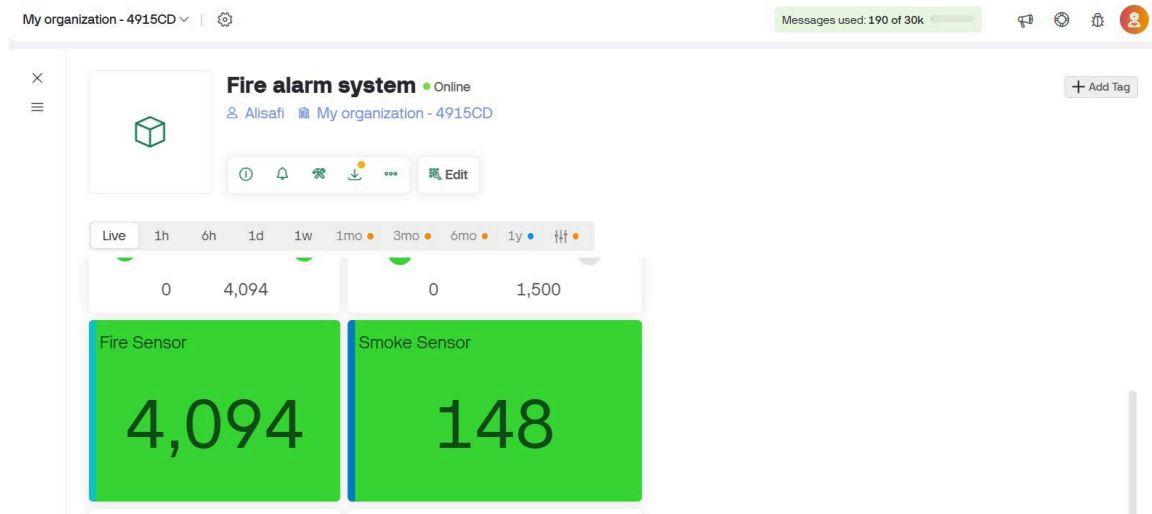 My organization - 4915CD
Messages used: 190 of 30k
Fire alarm system Online
Add Tag
Alisafi My organization - 4915CD
Edit
Live 1h 6h 1d 1w 1mo 3mo 6mo 1y
0 4,094 0 1,500
Fire Sensor Smoke Sensor
4,094 148